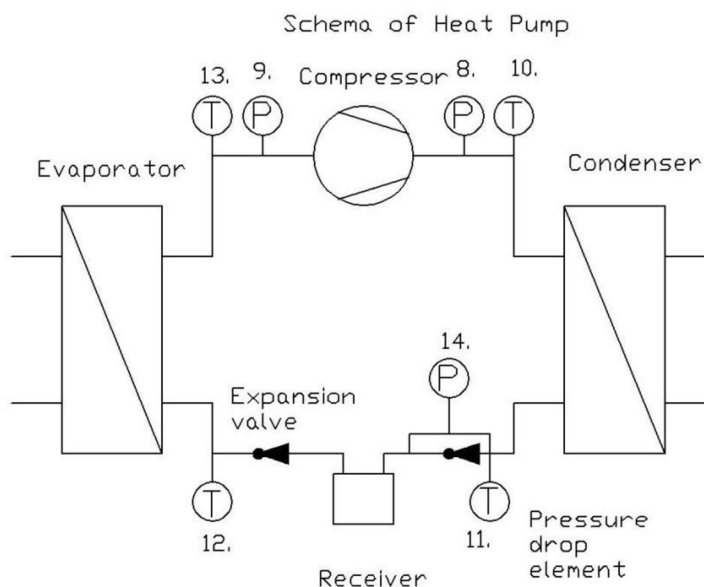 Schema of Heat Pump
13. 9. Compressor 8. 10.
T P P T
Evaporator
Condenser
14.
P
Expansion
valve
T
T
12.
11.
Pressure
drop
element
Receiver